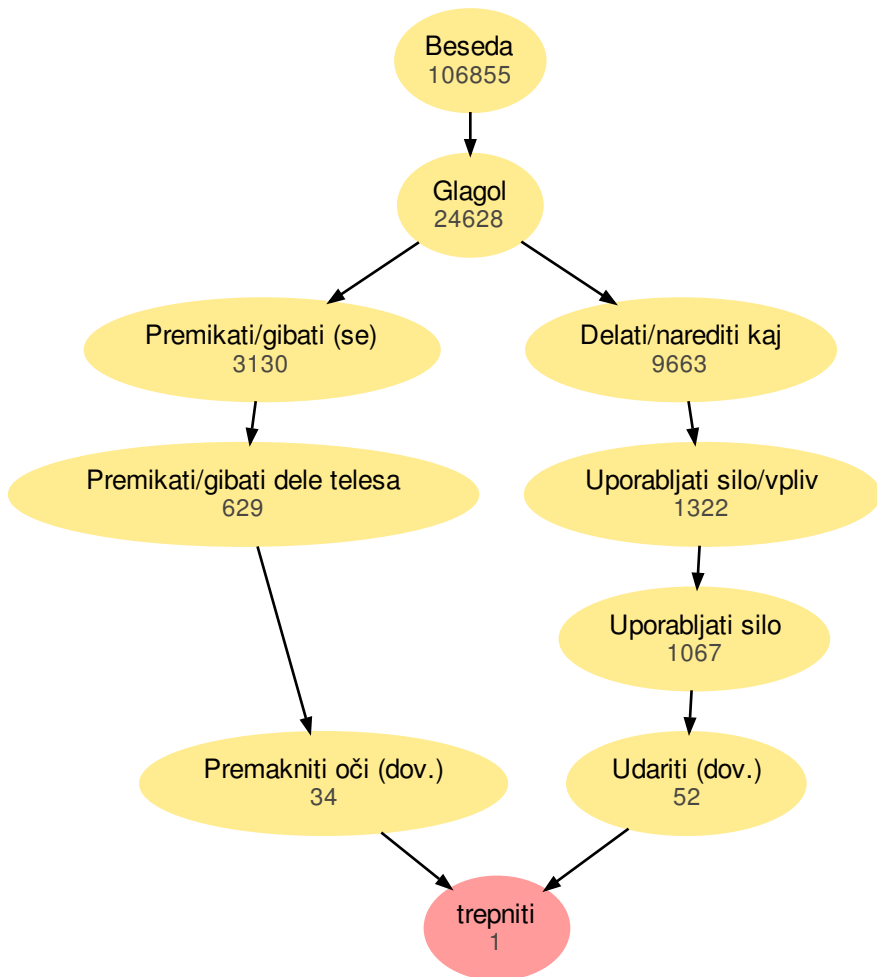 Beseda
106855
Glagol
24628
Premikati/gibati (se)
3130
Delati/narediti kaj
9663
Premikati/gibati dele telesa
629
Uporabljati silo/vpliv
1322
Uporabljati silo
1067
Premakniti oči (dov.)
34
Udariti (dov.)
52
trepniti
1